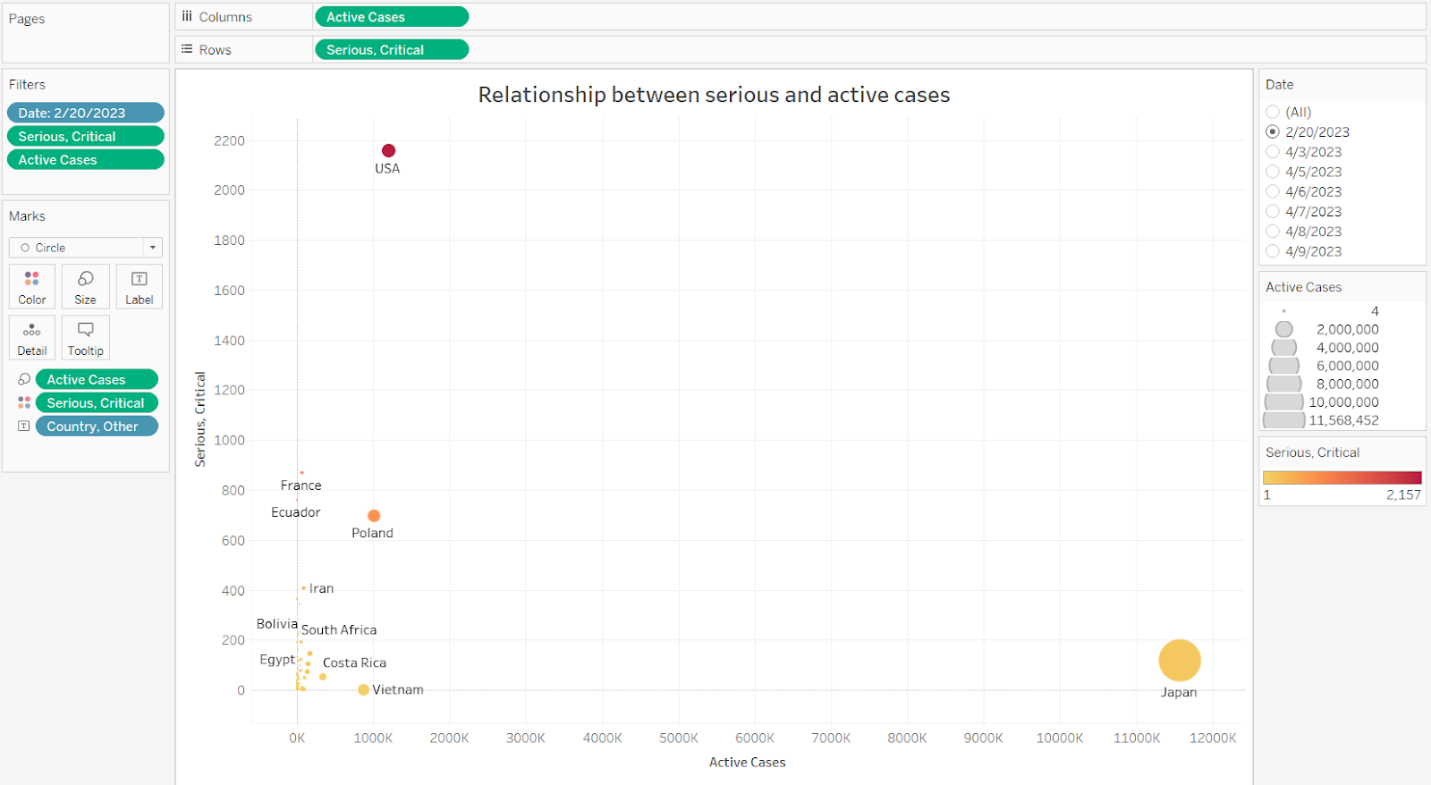 Pages
Columns
Active Cases
Rows
Serious, Critical
Filters
Date: 2/20/2023
Serious, Critical
Active Cases
Marks
Circle
Color
Size
Label
Detail
Tooltip
Active Cases
Serious, Critical
Country, Other
Relationship between serious and active cases
Serious, Critical
2200
2000
1800
1600
1400
1200
1000
800
600
400
200
0
USA
France
Ecuador
Poland
Iran
Bolivia
South Africa
Egypt
Costa Rica
Vietnam
Japan
0K
1000K
2000K
3000K
4000K
5000K
6000K
7000K
8000K
9000K
10000K
11000K
12000K
Active Cases
Date
(All)
2/20/2023
4/3/2023
4/5/2023
4/6/2023
4/7/2023
4/8/2023
4/9/2023
Active Cases
4
2,000,000
4,000,000
6,000,000
8,000,000
10,000,000
11,568,452
Serious, Critical
1
2,157